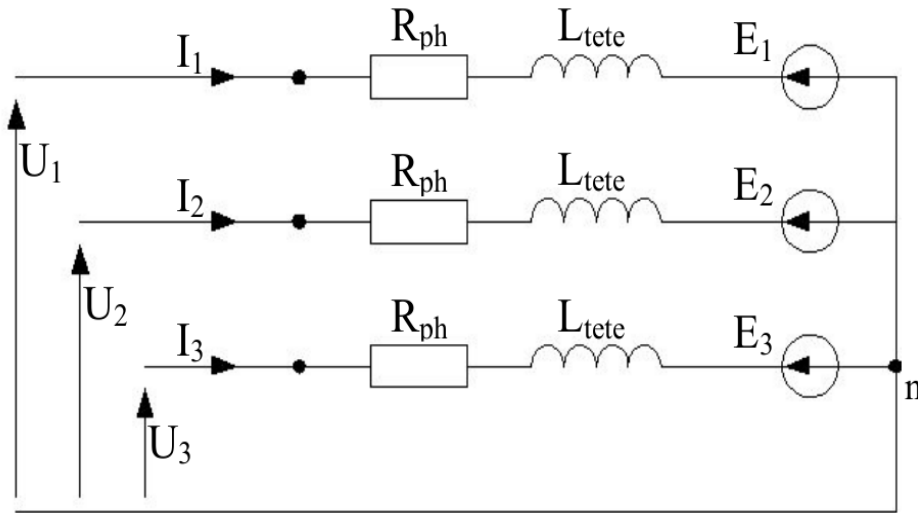 I1 Rph Ltete E1
U1
I2 Rph Ltete E2
U2
I3 Rph Ltete E3
n
U3